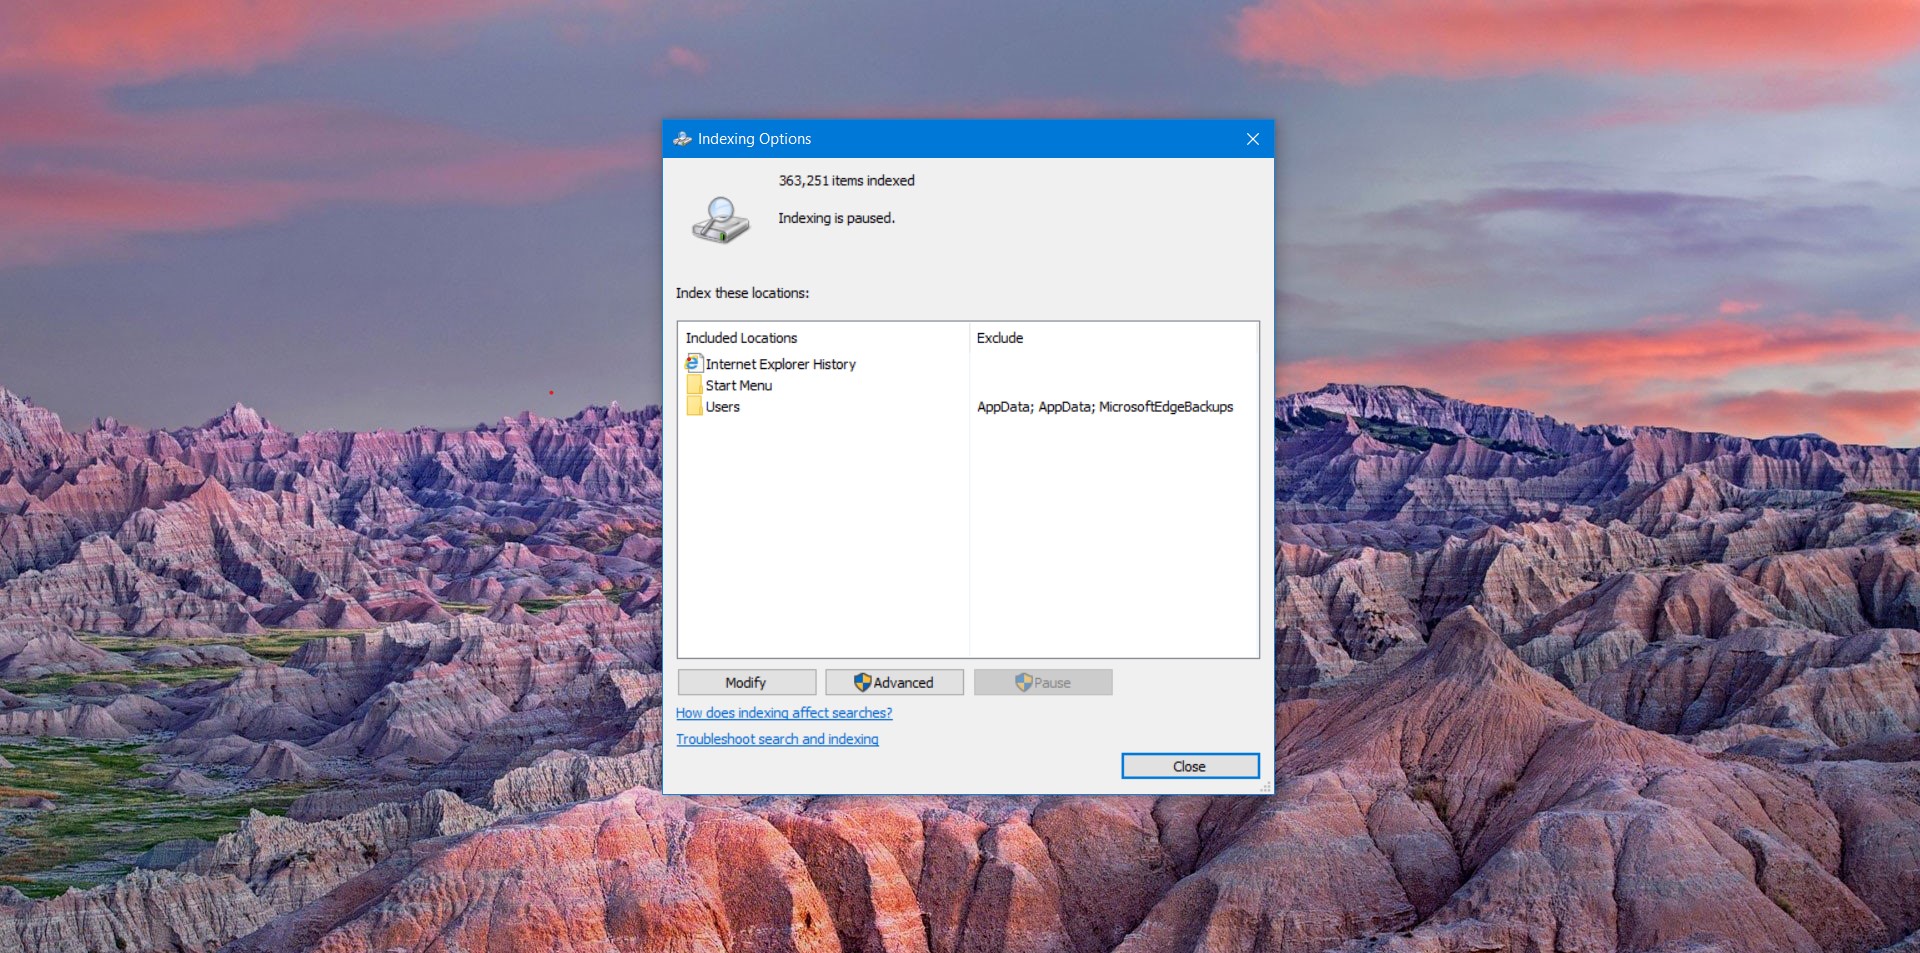 Indexing Options
363,251 items indexed
Indexing is paused.
Index these locations:
Included Locations Exclude
Internet Explorer History
Start Menu
Users AppData; AppData; MicrosoftEdgeBackups
Modify Advanced Pause
How does indexing affect searches?
Troubleshoot search and indexing
Close